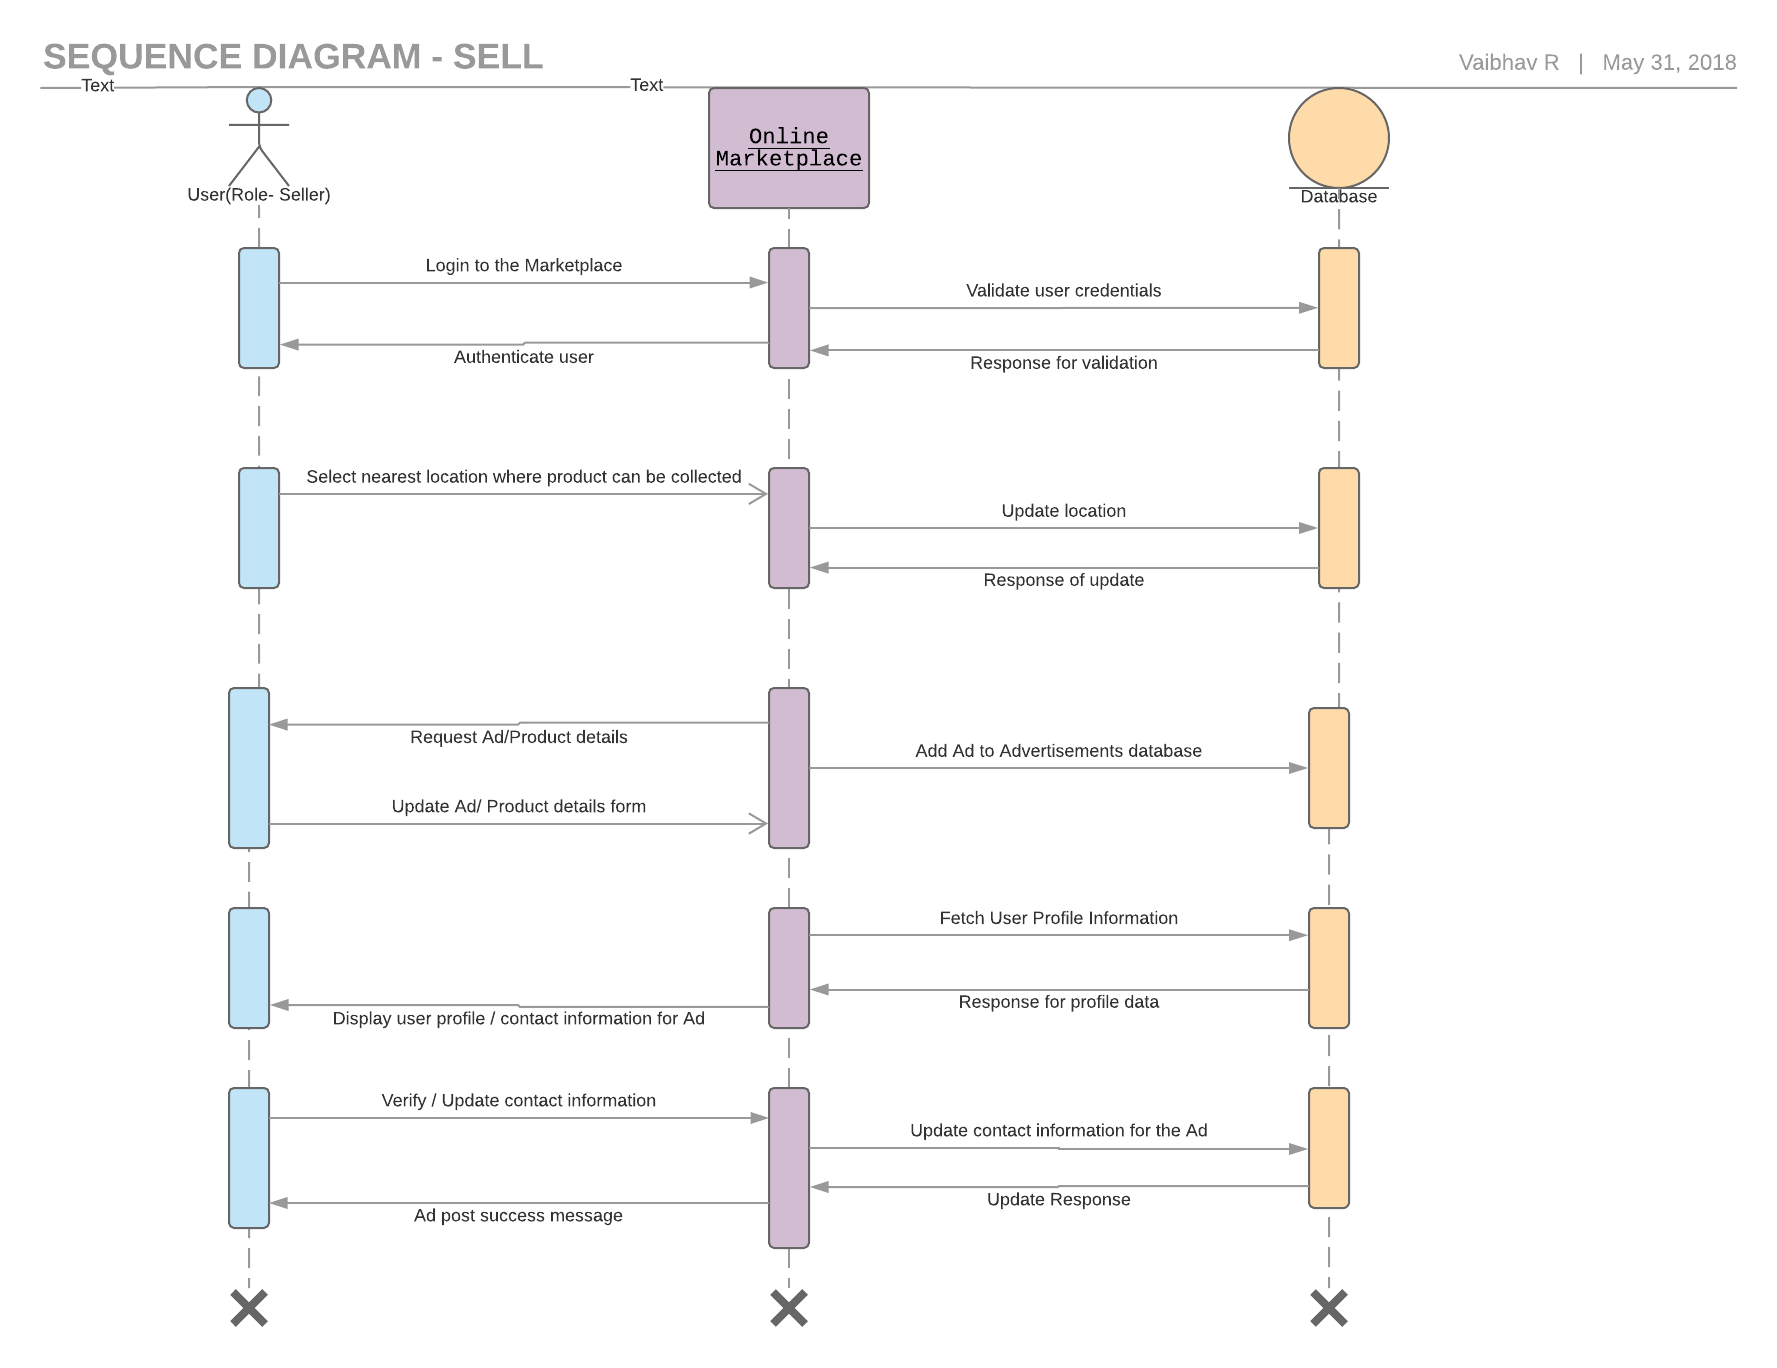 SEQUENCE DIAGRAM - SELL
Vaibhav R | May 31, 2018
Text
Text
Online
Marketplace
User(Role- Seller)
Database
Login to the Marketplace
Validate user credentials
Authenticate user
Response for validation
Select nearest location where product can be collected
Update location
Response of update
Request Ad/Product details
Add Ad to Advertisements database
Update Ad/ Product details form
Fetch User Profile Information
Response for profile data
Display user profile / contact information for Ad
Verify / Update contact information
Update contact information for the Ad
Update Response
Ad post success message